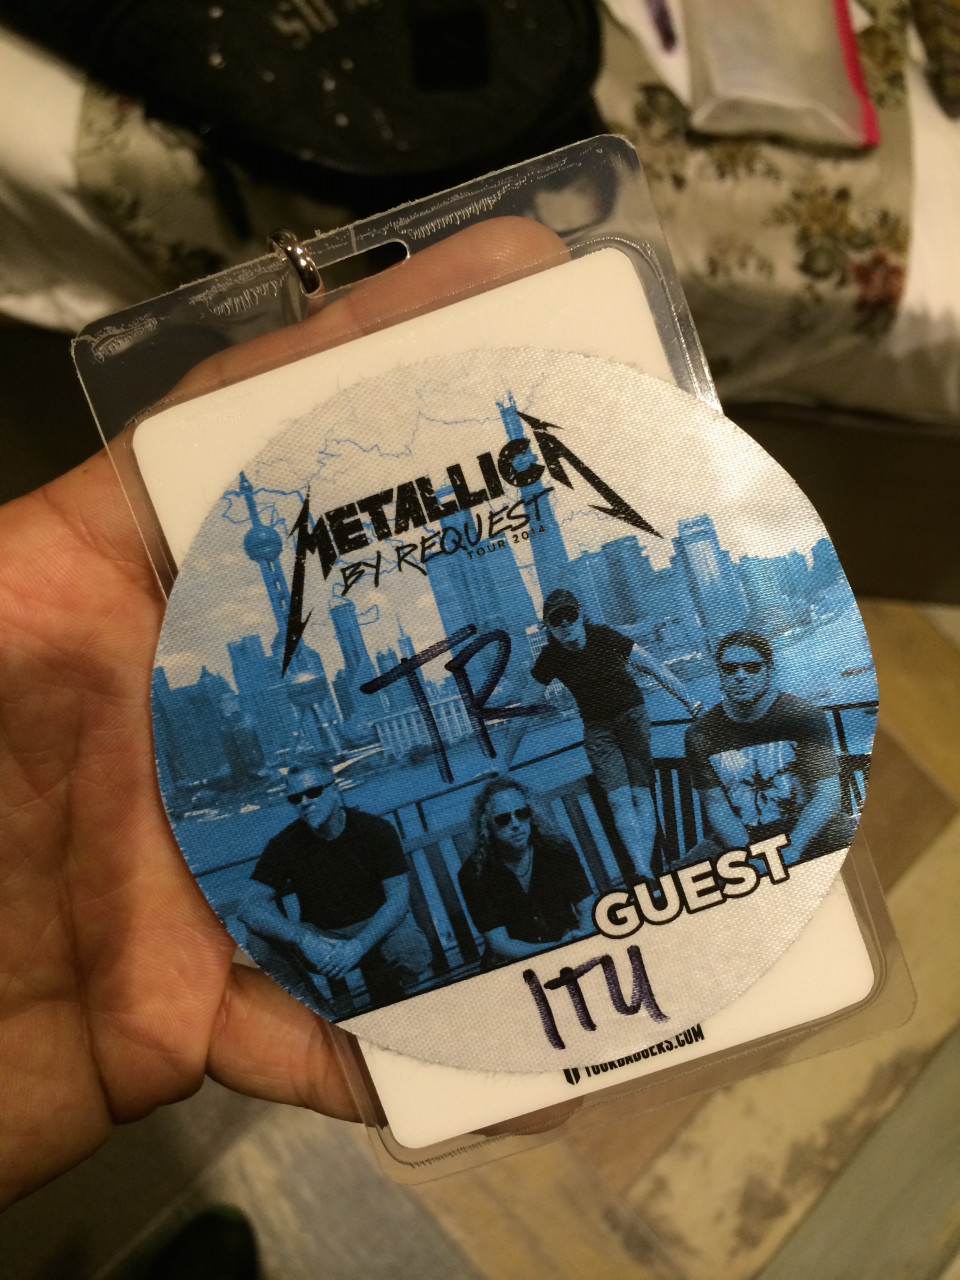 METALLICA
BY REQUEST
TOUR 2014
TR
GUEST
ITU
TOURBADGERS.COM